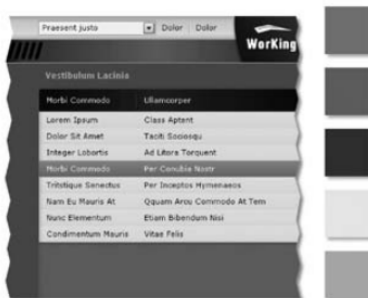 Praesent justo Dolor Dolor
WorKing
Vestibulum Lacinia
Morbi Commodo Ullamcorper
Lorem Ipsum Class Aptent
Dolor Sit Amet Taciti Sociosqu
Integer Lobortis Ad Litora Torquent
Morbi Commodo Per Conubia Nostr
Tritstique Senectus Per Inceptos Hymenaeos
Nam Eu Mauris At Qquam Arcu Commodo At Tem
Nunc Elementum Etiam Bibendum Nisi
Condimentum Mauris Vitae Felis